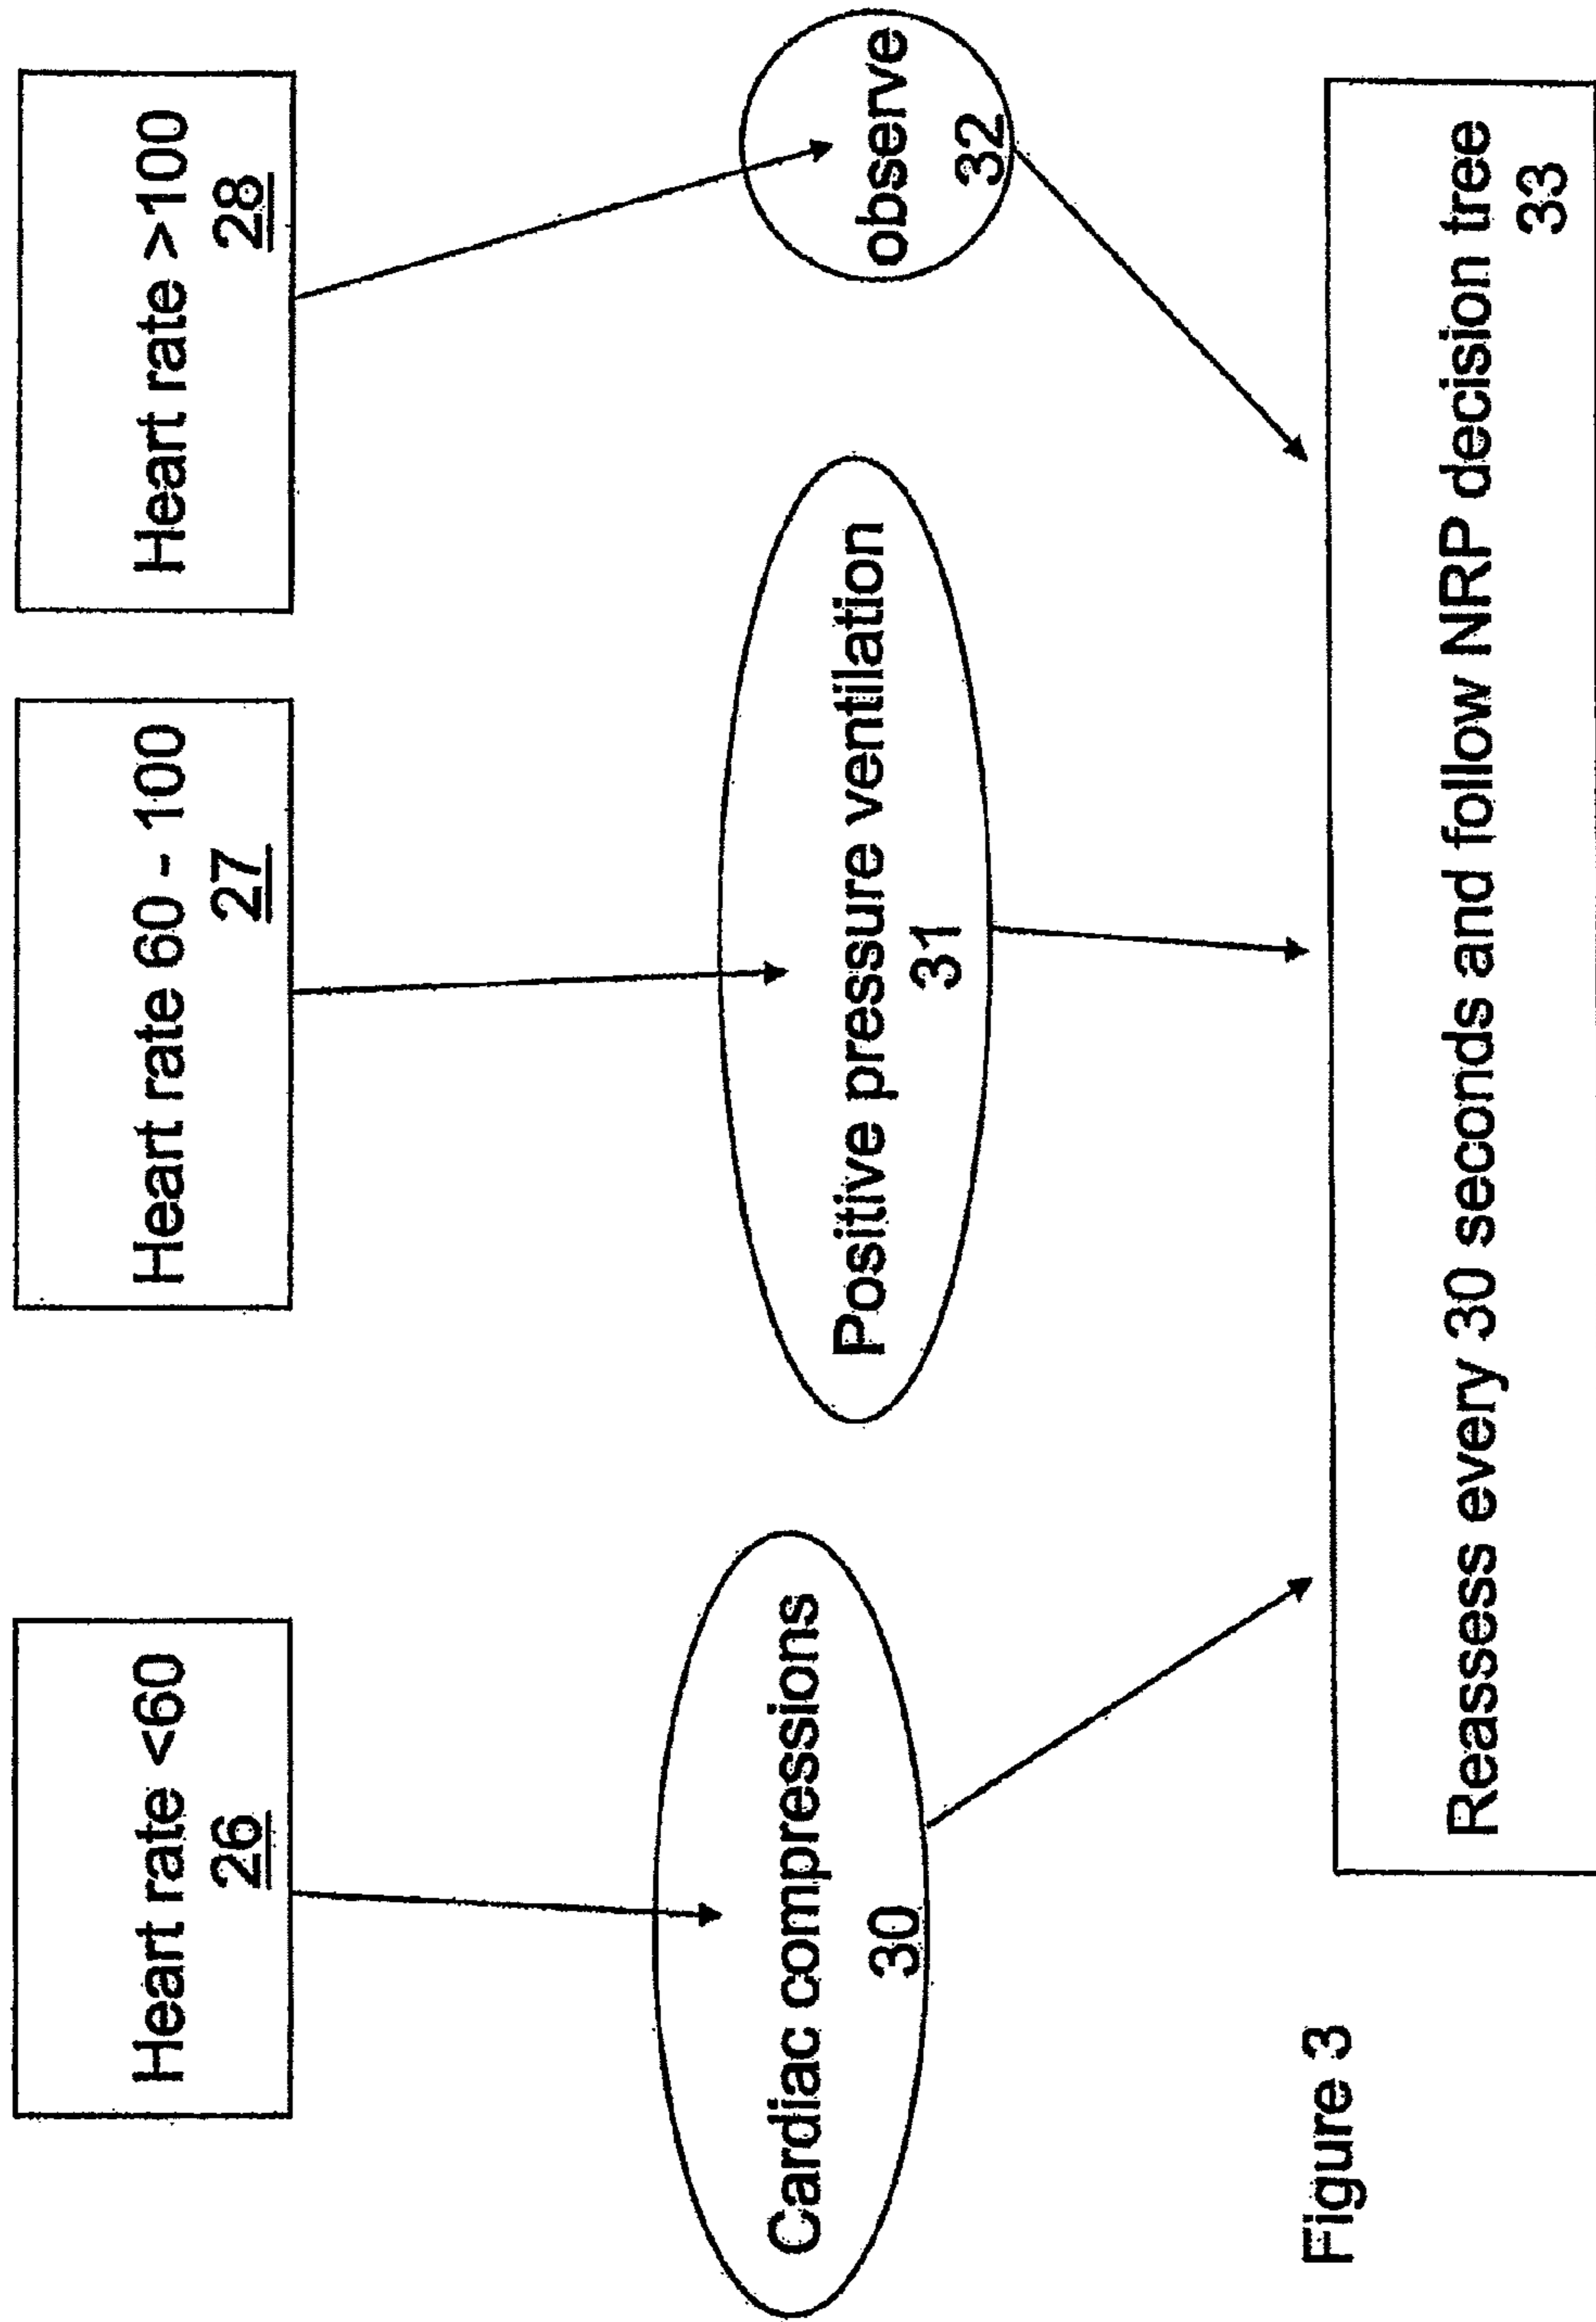 Heart rate <60
26
Heart rate 60 - 100
27
Heart rate >100
28
Cardiac compressions
30
Positive pressure ventilation
31
observe
32
Reassess every 30 seconds and follow NRP decision tree
33
Figure 3